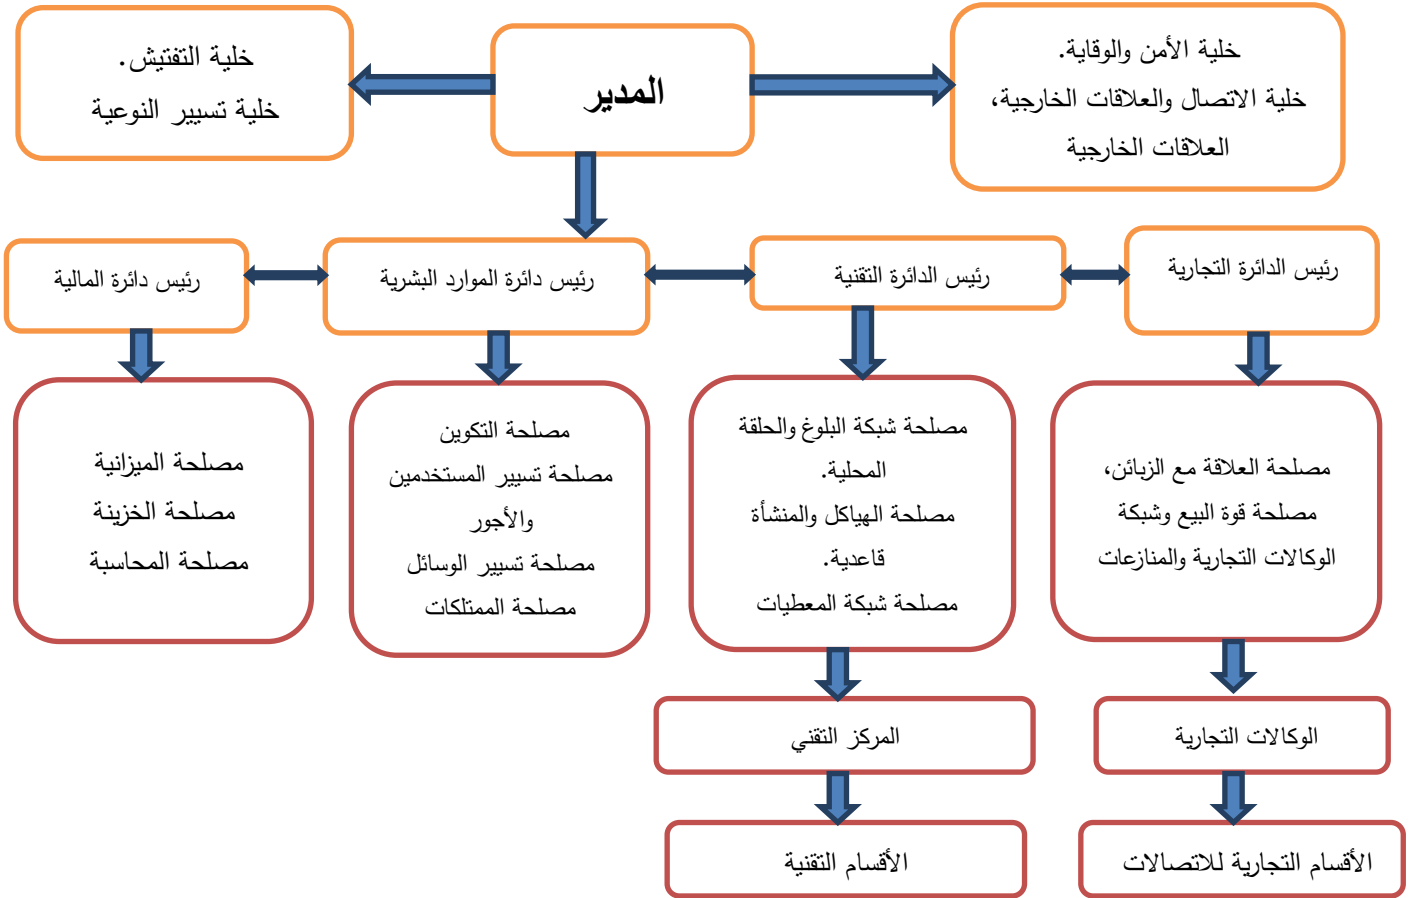 خلية الأمن والوقاية.
خلية الاتصال والعلاقات الخارجية،
العلاقات الخارجية
المدير
خلية التفتيش.
خلية تسيير النوعية
رئيس الدائرة التجارية
رئيس الدائرة التقنية
رئيس دائرة الموارد البشرية
رئيس دائرة المالية
مصلحة العلاقة مع الزبائن،
مصلحة قوة البيع وشبكة
الوكالات التجارية والمنازعات
مصلحة شبكة البلوغ والحلقة
المحلية.
مصلحة الهياكل والمنشأة
قاعدية.
مصلحة شبكة المعطيات
مصلحة التكوين
مصلحة تسيير المستخدمين
والأجور
مصلحة تسيير الوسائل
مصلحة الممتلكات
مصلحة الميزانية
مصلحة الخزينة
مصلحة المحاسبة
الوكالات التجارية
المركز التقني
الأقسام التجارية للاتصالات
الأقسام التقنية